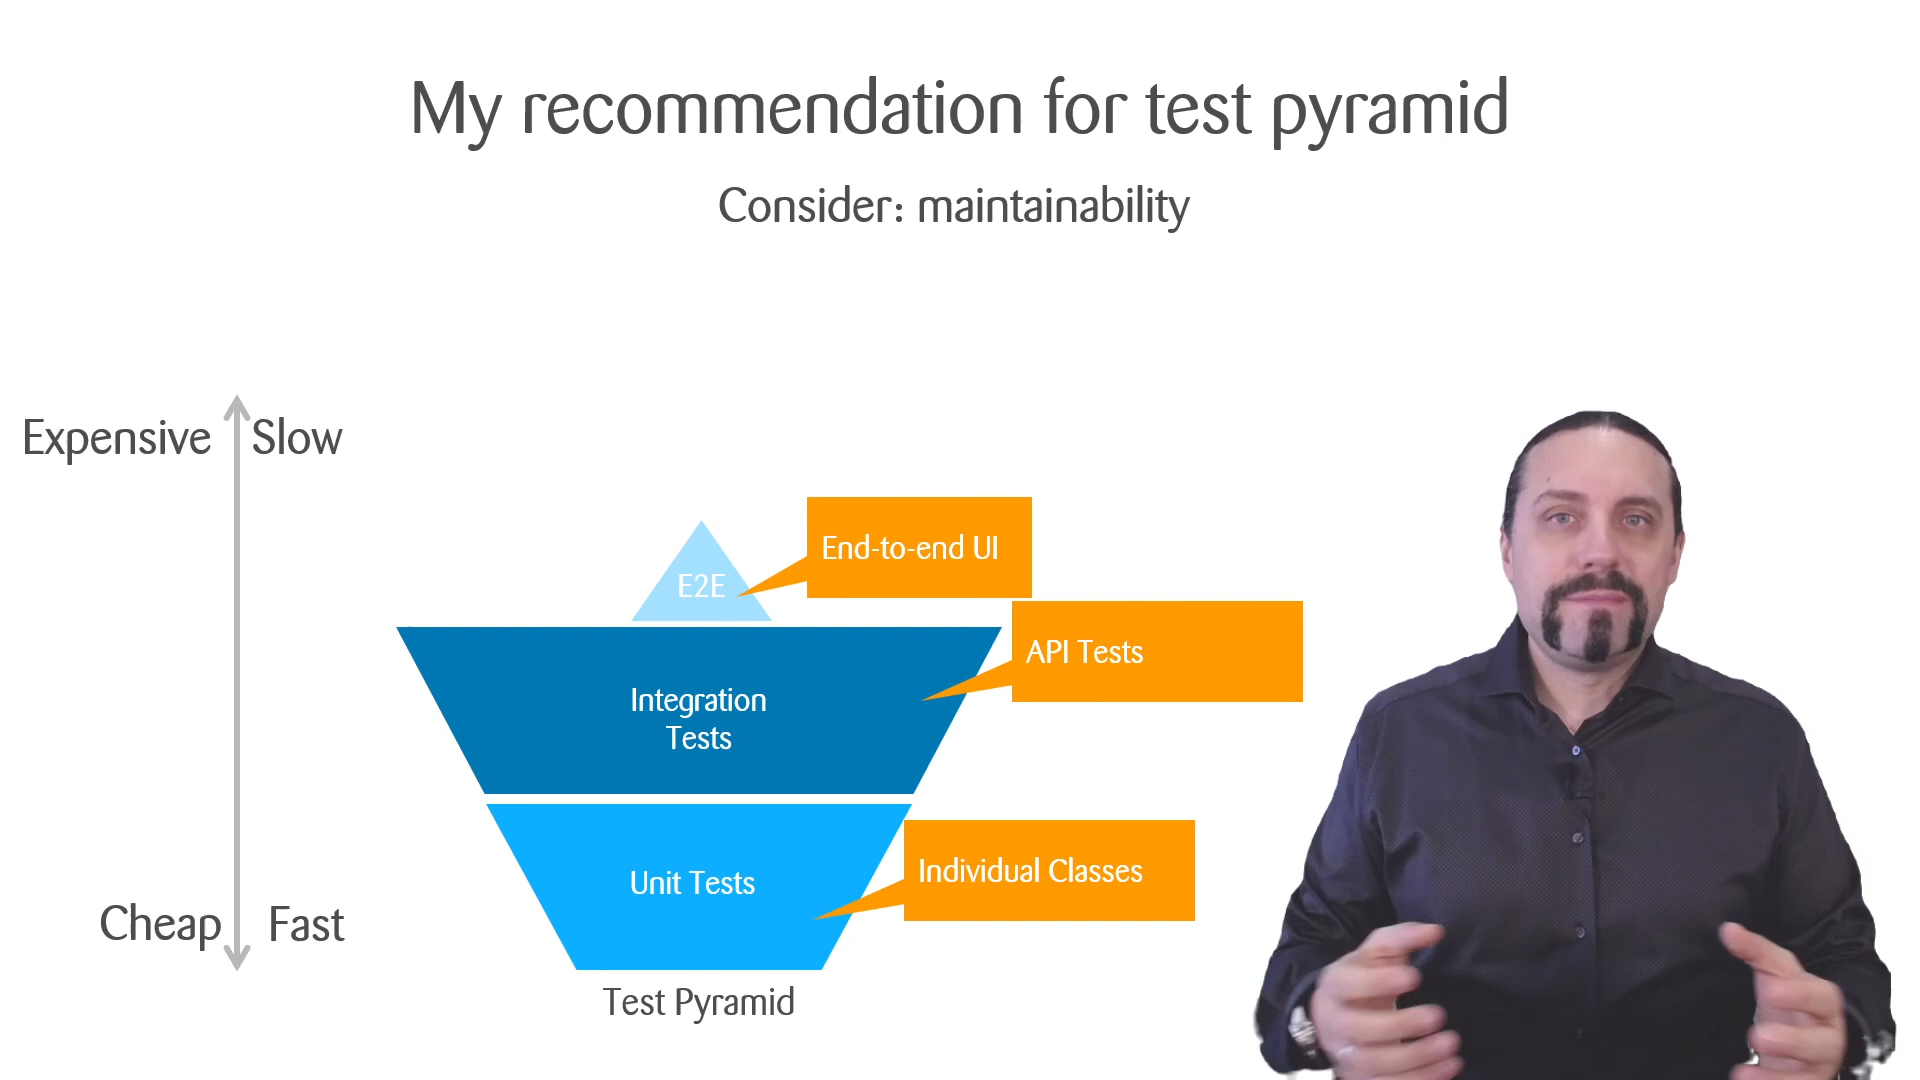 My recommendation for test pyramid
Consider: maintainability
Expensive
Slow
End-to-end UI
E2E
API Tests
Integration
Tests
Individual Classes
Unit Tests
Cheap
Fast
Test Pyramid